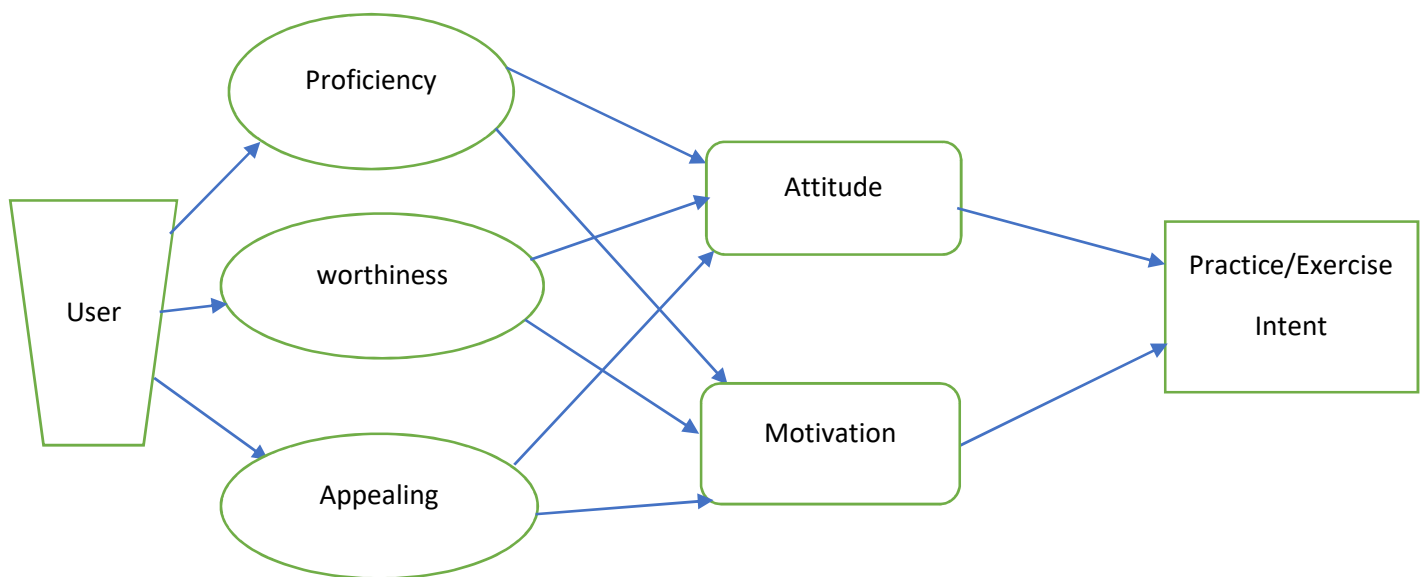 Proficiency
Attitude
worthiness
User
Practice/Exercise
Intent
Motivation
Appealing